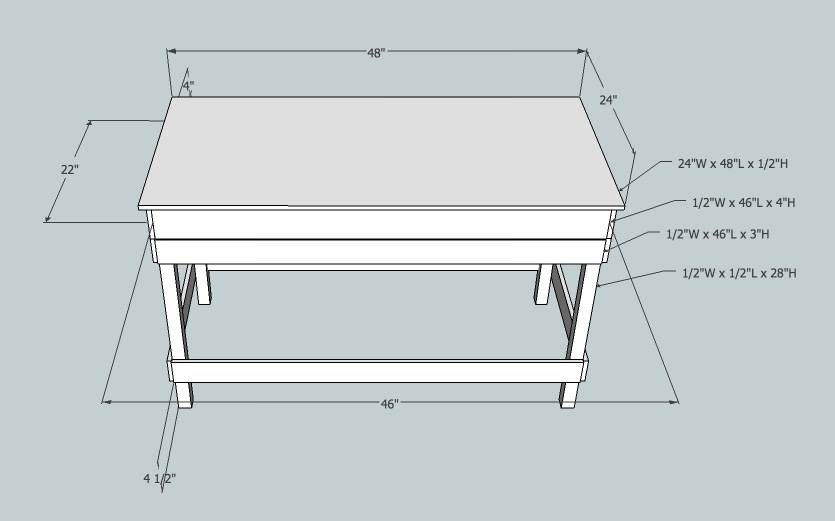 48"
4"
24"
22"
24"W x 48"L x 1/2"H
1/2"W x 46"L x 4"H
1/2"W x 46"L x 3"H
1/2"W x 1/2"L x 28"H
46"
4 1/2"